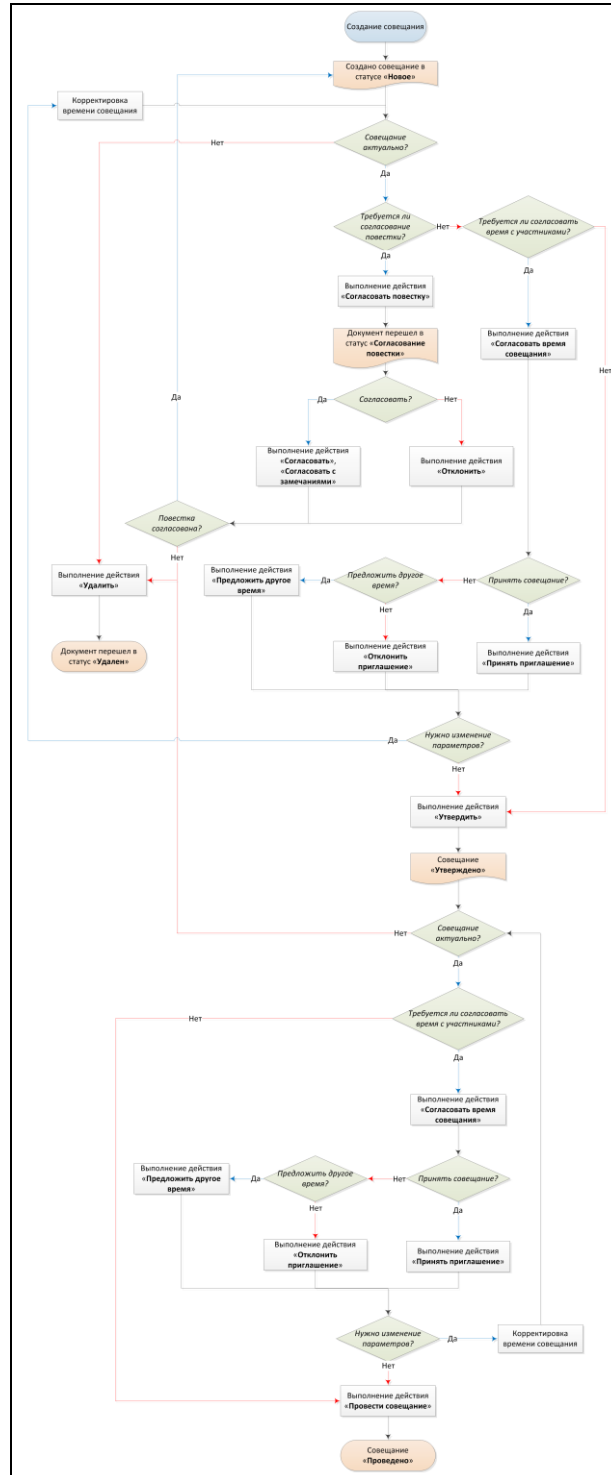 Создание совещания
Создано совещание в
статусе «Новое»
Корректировка
времени совещания
Совещание
актуально?
Нет
Да
Требуется ли
согласование
повестки?
Нет
Требуется ли согласовать
время с участниками?
Да
Да
Выполнение действия
«Согласовать повестку»
Документ перешел в
статус «Согласование
повестки»
Выполнение действия
«Согласовать время
совещания»
Нет
Да
Согласовать?
Да
Нет
Выполнение действия
«Согласовать»,
«Согласовать с
замечаниями»
Выполнение действия
«Отклонить»
Повестка
согласована?
Нет
Выполнение действия
«Удалить»
Выполнение действия
«Предложить другое
время»
Да
Предложить другое
время?
Нет
Принять совещание?
Нет
Да
Документ перешел в
статус «Удален»
Выполнение действия
«Отклонить
приглашение»
Выполнение действия
«Принять приглашение»
Да
Нужно изменение
параметров?
Нет
Выполнение действия
«Утвердить»
Совещание
«Утверждено»
Нет
Совещание
актуально?
Да
Нет
Требуется ли согласовать
время с участниками?
Да
Выполнение действия
«Согласовать время
совещания»
Выполнение действия
«Предложить другое
время»
Да
Предложить другое
время?
Нет
Принять совещание?
Нет
Да
Выполнение действия
«Отклонить
приглашение»
Выполнение действия
«Принять приглашение»
Нужно изменение
параметров?
Да
Корректировка
времени совещания
Нет
Выполнение действия
«Провести совещание»
Совещание
«Проведено»